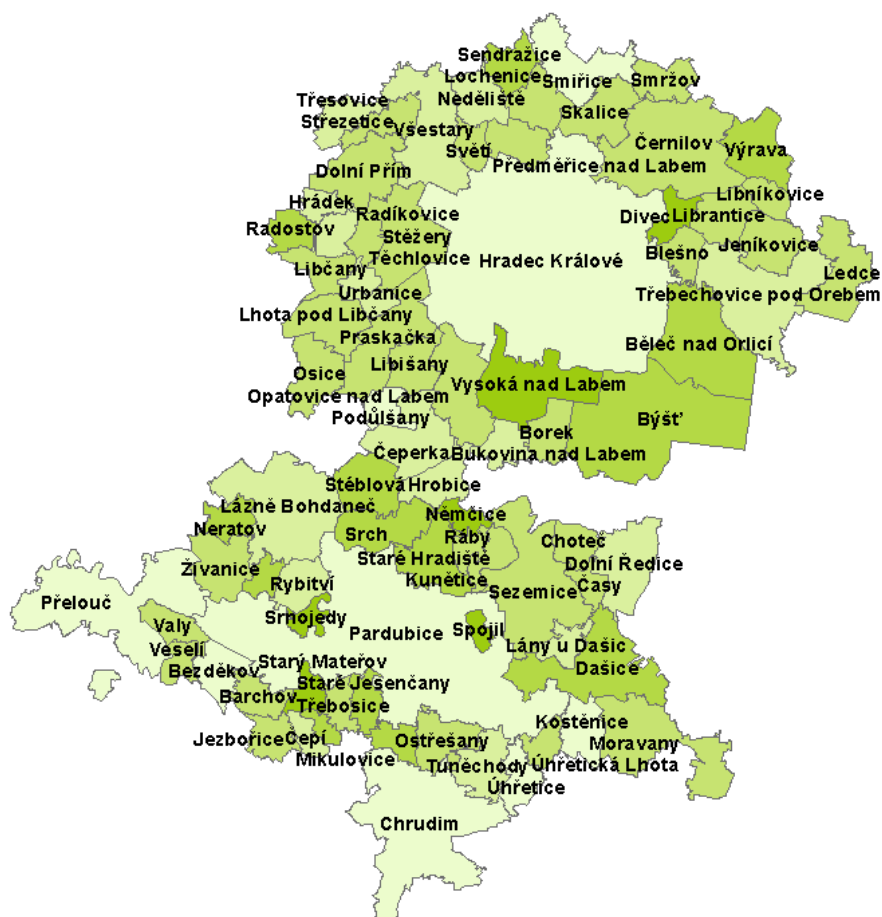 Sendražice
Lochenice
Smiřice
Smržov
Neděliště
Třesovice
Střezetice
Všestary
Skalice
Světí
Černilov
Výrava
Předměřice nad Labem
Dolní Přím
Libníkovice
Hrádek
Radíkovice
Divec
Librantice
Radostov
Stěžery
Jeníkovice
Blešno
Těchlovice
Hradec Králové
Libčany
Ledce
Urbanice
Třebechovice pod Orebem
Lhota pod Libčany
Praskačka
Běleč nad Orlicí
Libišany
Osice
Vysoká nad Labem
Opatovice nad Labem
Podůlšany
Býšť
Borek
Čeperka
Bukovina nad Labem
Stéblová
Hrobice
Lázně Bohdaneč
Němčice
Neratov
Srch
Ráby
Choteč
Staré Hradiště
Dolní Ředice
Živanice
Rybitví
Kunětice
Časy
Sezemice
Přelouč
Srnojedy
Valy
Pardubice
Spojil
Veselí
Lány u Dašic
Starý Mateřov
Bezděkov
Dašice
Staré Jesenčany
Barchov
Třebosice
Kostěnice
Jezbořice
Čepí
Ostřešany
Moravany
Mikulovice
Tuněchody
Úhřetická Lhota
Úhřetice
Chrudim